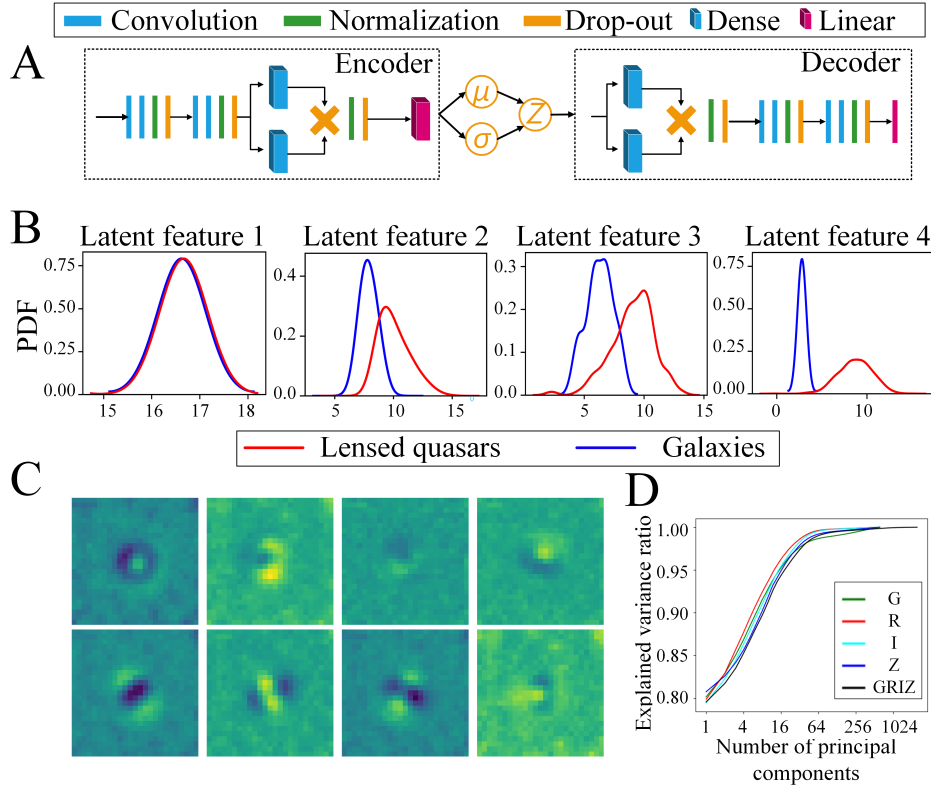 Convolution Normalization Drop-out Dense Linear
A
Encoder
Decoder
μ
σ
Z
B
Latent feature 1
Latent feature 2
Latent feature 3
Latent feature 4
PDF
0.75
0.50
0.25
0.00
15 16 17 18
0.4
0.2
0.0
5 10 15
0.3
0.2
0.1
0.0
5 10 15
0.75
0.50
0.25
0.00
0 10
Lensed quasars Galaxies
C
D
Explained variance ratio
1.00
0.95
0.90
0.85
0.80
G
R
I
Z
GRIZ
1 4 16 64 256 1024
Number of principal
components